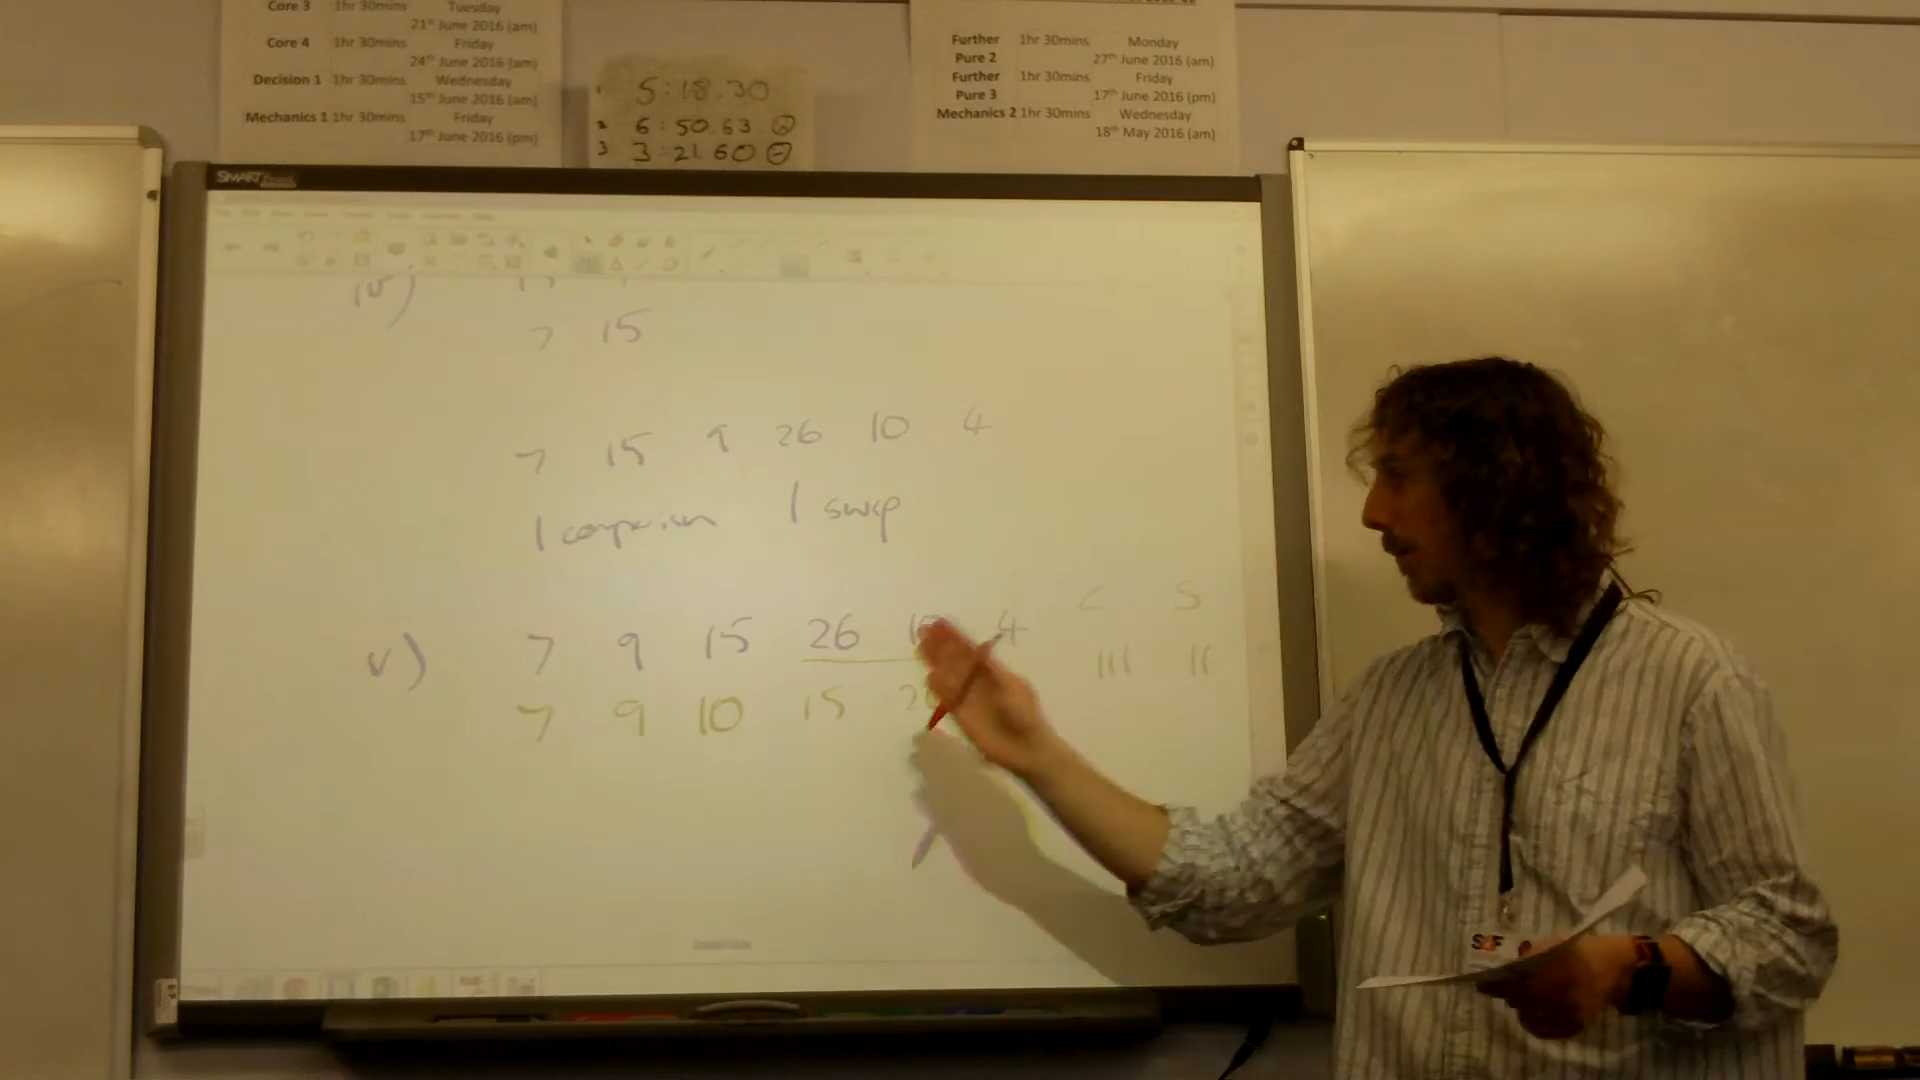 Core 3 1hr 30mins Tuesday
21st June 2016 (am)
Core 4 1hr 30mins Friday
24th June 2016 (am)
Decision 1 1hr 30mins Wednesday
15th June 2016 (am)
Mechanics 1 1hr 30mins Friday
17th June 2016 (pm)
5:18.30
2 6:50.63
3 3:21.60
Further 1hr 30mins Monday
Pure 2 27th June 2016 (am)
Further 1hr 30mins Friday
Pure 3 17th June 2016 (pm)
Mechanics 2 1hr 30mins Wednesday
18th May 2016 (am)
SMART
iv)
7 15
7 15 9 26 10 4
1 comparison 1 swap
C S
v) 7 9 15 26 4 III II
7 9 10 15